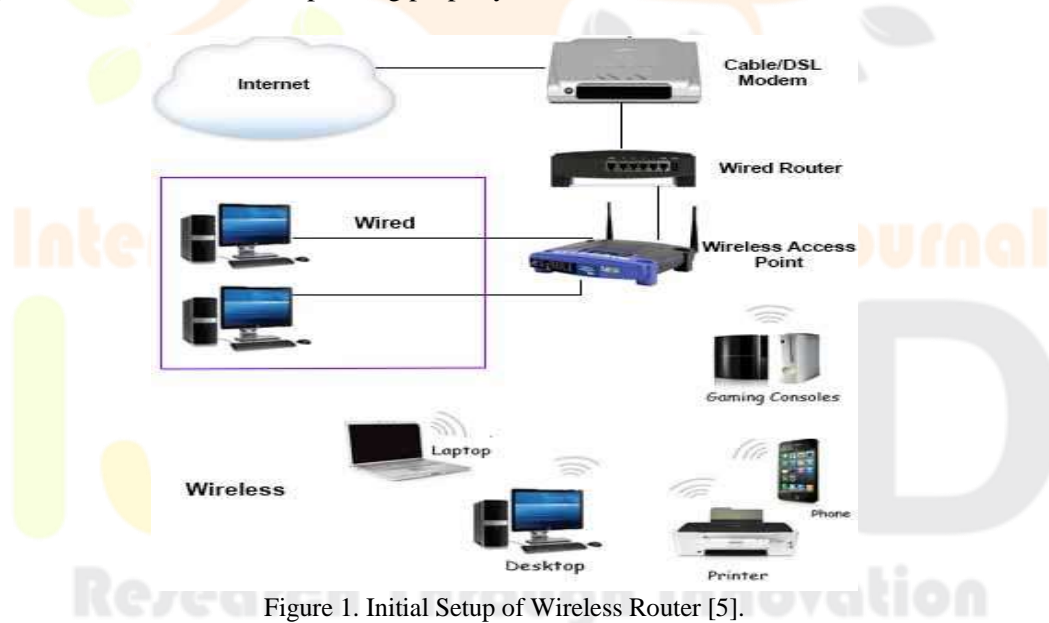 Internet
Cable/DSL
Modem
Wired Router
Wired
Wireless Access
Point
Gaming Consoles
Laptop
Wireless
Phone
Desktop
Printer
Figure 1. Initial Setup of Wireless Router [5].